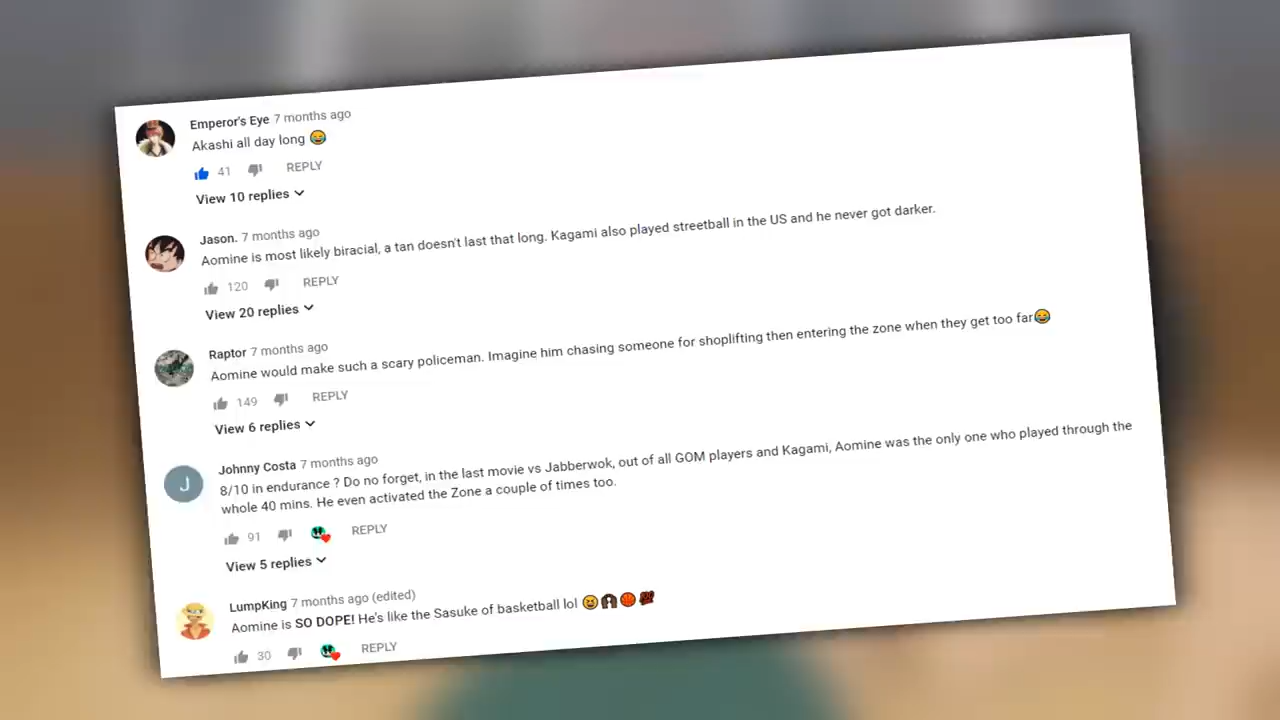 Emperor's Eye 7 months ago
Akashi all day long 😂
41 REPLY
View 10 replies
Jason. 7 months ago
Aomine is most likely biracial, a tan doesn't last that long. Kagami also played streetball in the US and he never got darker.
120 REPLY
View 20 replies
Raptor 7 months ago
Aomine would make such a scary policeman. Imagine him chasing someone for shoplifting then entering the zone when they get too far😂
149 REPLY
View 6 replies
J
Johnny Costa 7 months ago
8/10 in endurance ? Do no forget, in the last movie vs Jabberwok, out of all GOM players and Kagami, Aomine was the only one who played through the
whole 40 mins. He even activated the Zone a couple of times too.
91 REPLY
View 5 replies
LumpKing 7 months ago (edited)
Aomine is SO DOPE! He's like the Sasuke of basketball lol
30 REPLY